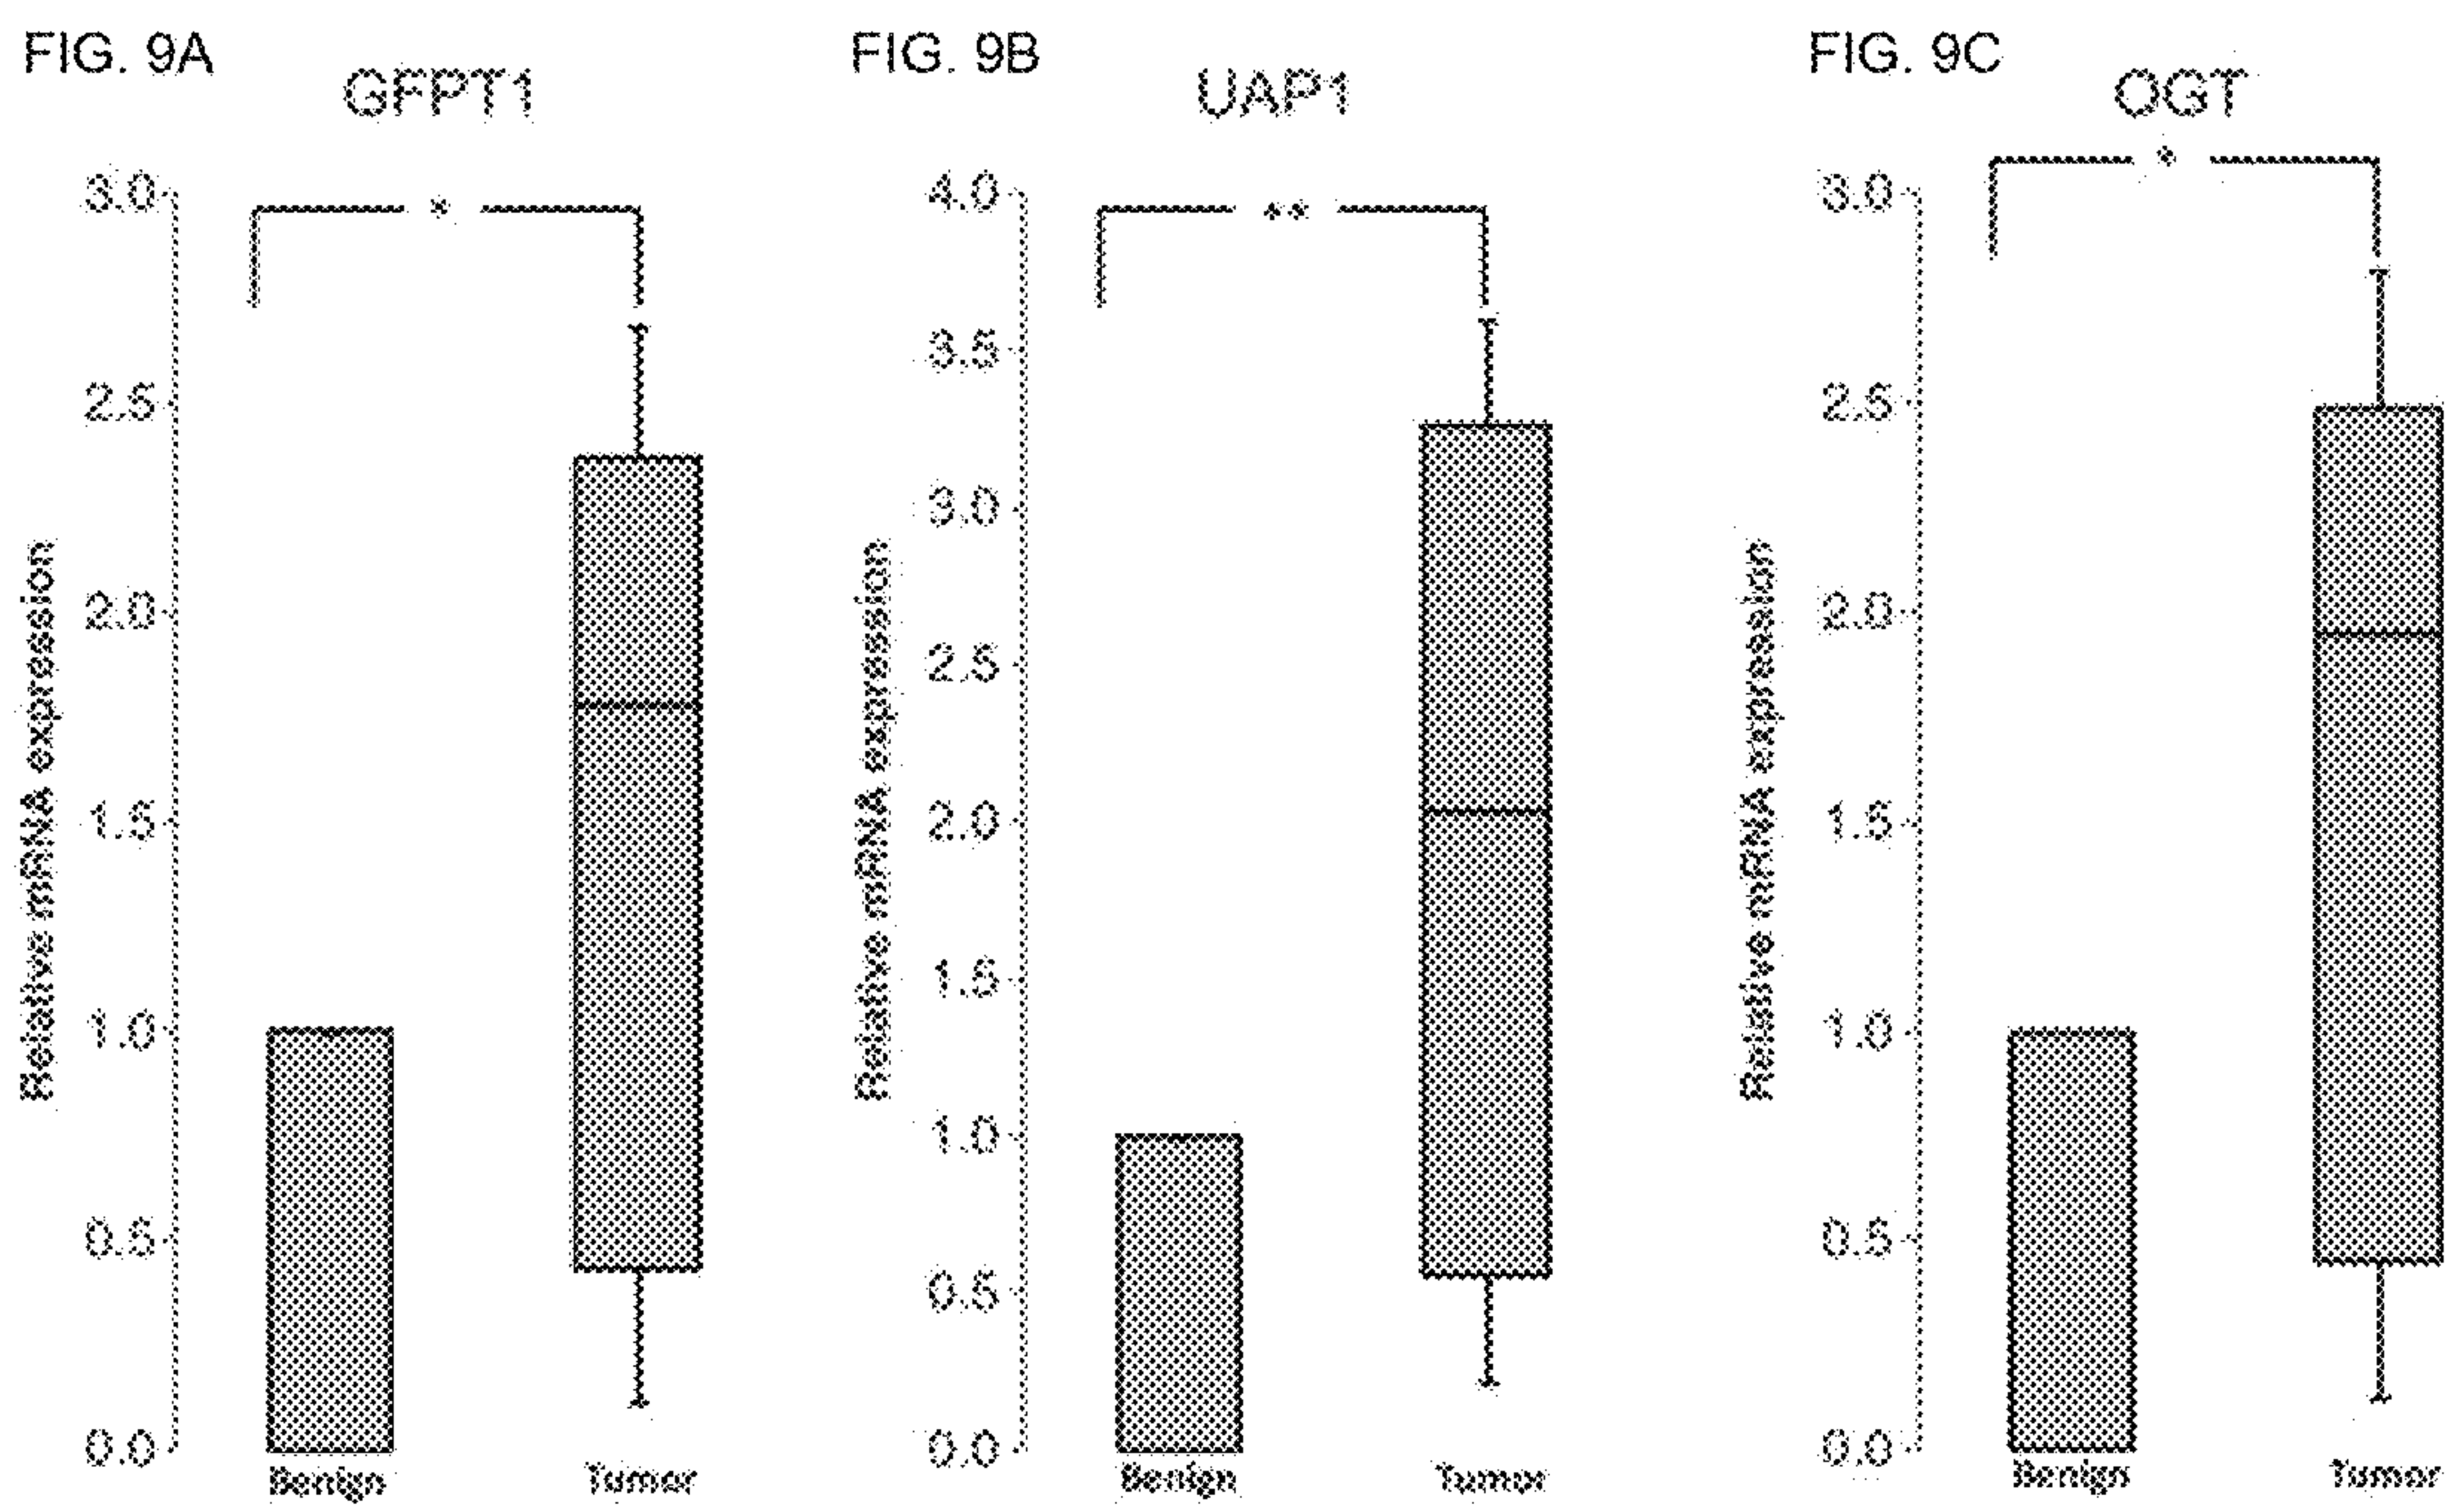 FIG. 9A
GFPT1
*
3.0
2.5
2.0
1.5
1.0
0.5
0.0
Relative mRNA expression
Benign
Tumor
FIG. 9B
UAP1
**
4.0
3.5
3.0
2.5
2.0
1.5
1.0
0.5
0.0
Relative mRNA expression
Benign
Tumor
FIG. 9C
OGT
*
3.0
2.5
2.0
1.5
1.0
0.5
0.0
Relative mRNA expression
Benign
Tumor